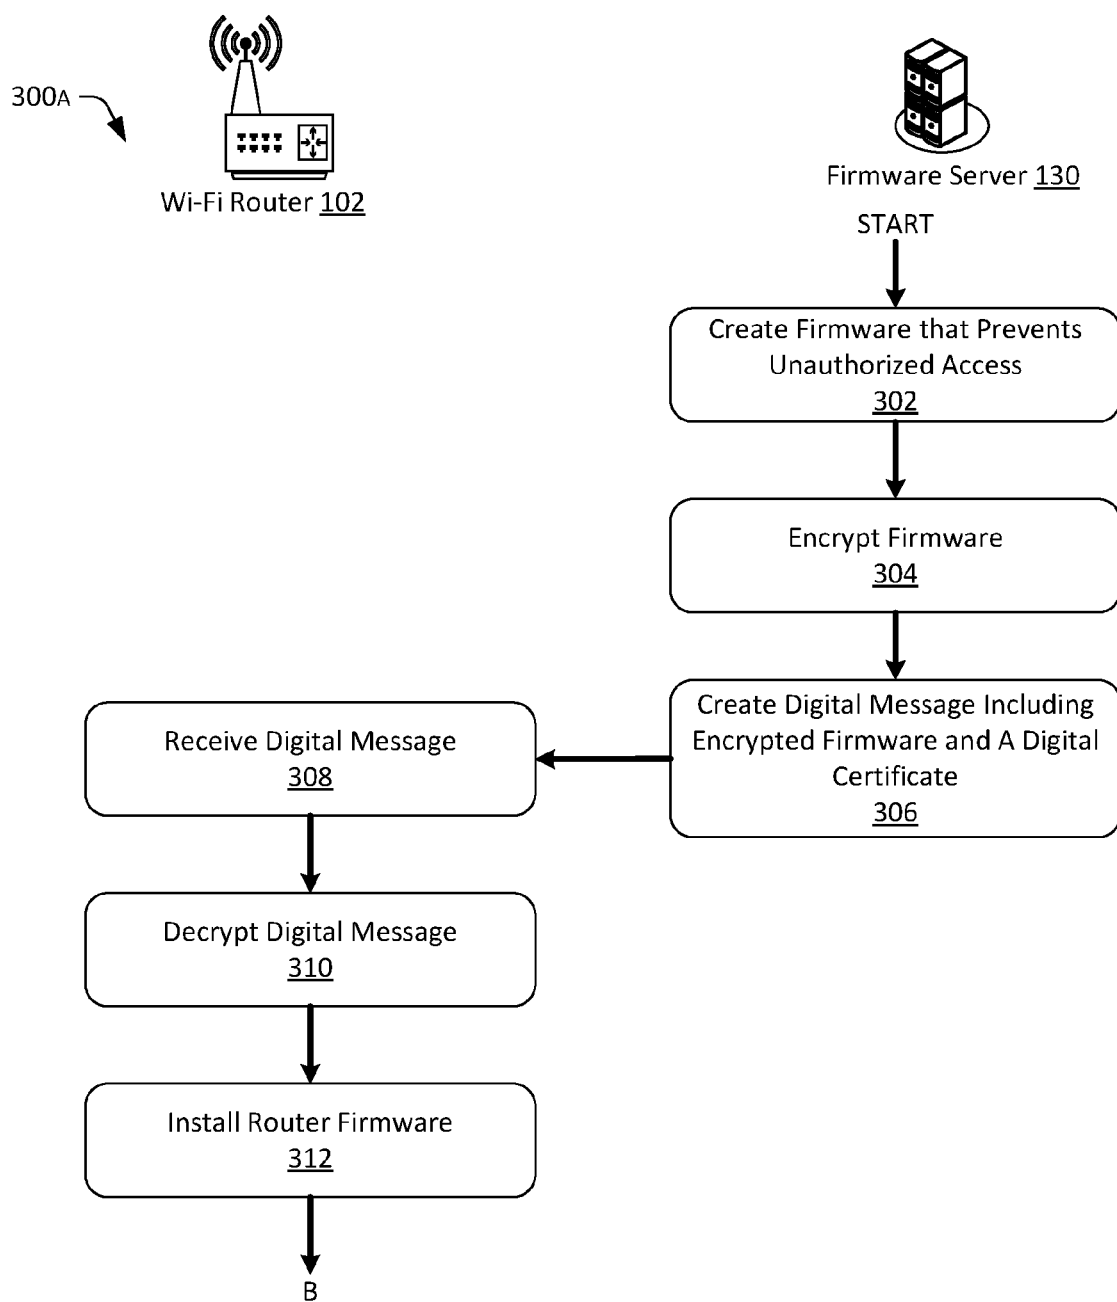 300A
Wi-Fi Router 102
Firmware Server 130
START
Create Firmware that Prevents
Unauthorized Access
302
Encrypt Firmware
304
Create Digital Message Including
Encrypted Firmware and A Digital
Certificate
306
Receive Digital Message
308
Decrypt Digital Message
310
Install Router Firmware
312
B